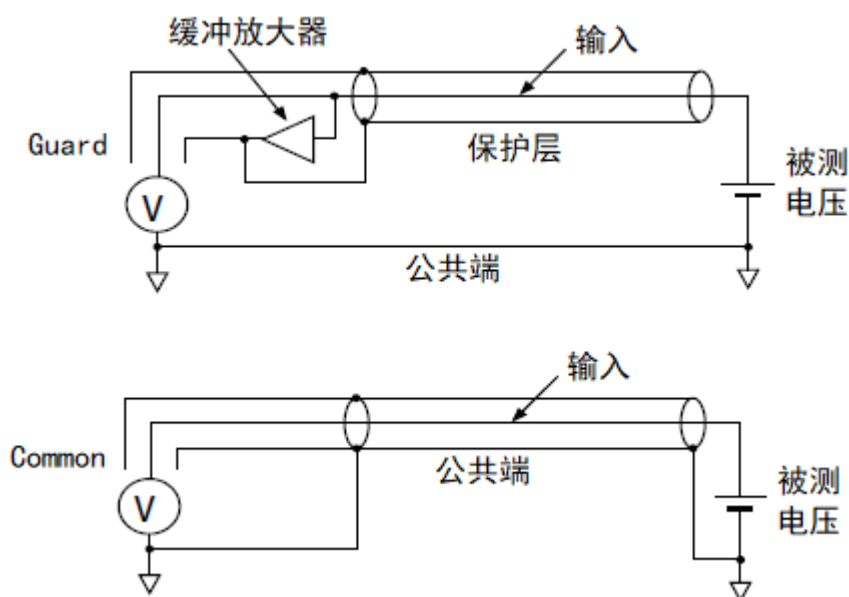 缓冲放大器
输入
Guard
保护层
V
被测
电压
公共端
输入
Common
公共端
V
被测
电压